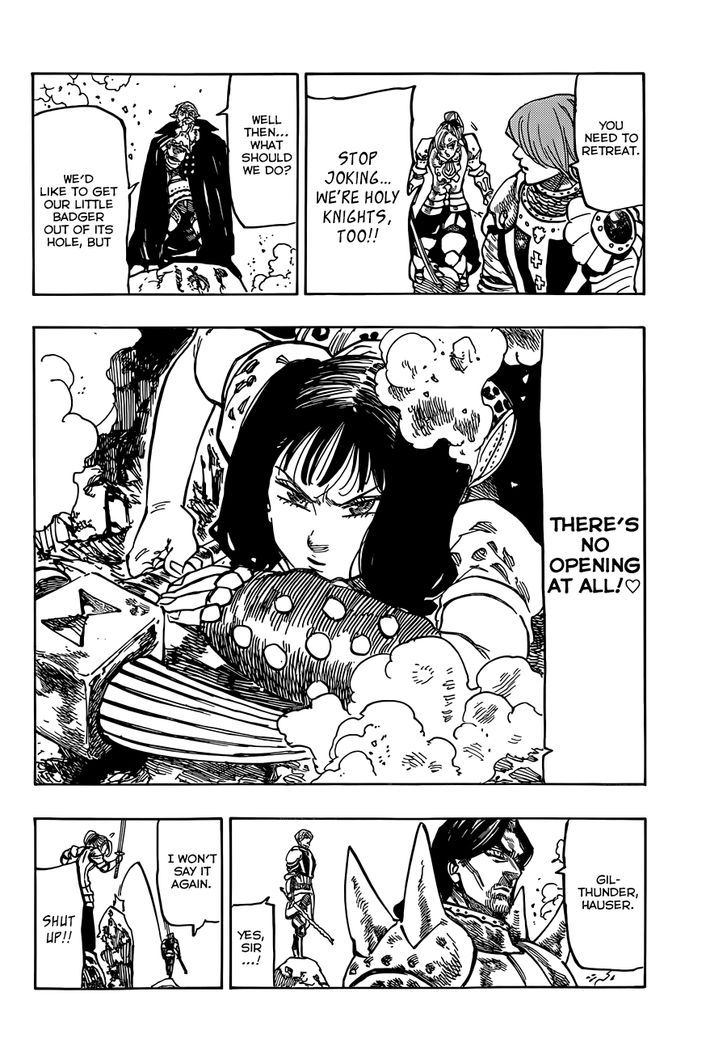 YOU
NEED TO
RETREAT.
STOP
JOKING...
WE'RE HOLY
KNIGHTS,
TOO!!
WELL
THEN...
WHAT
SHOULD
WE DO?
WE'D
LIKE TO GET
OUR LITTLE
BADGER
OUT OF ITS
HOLE, BUT
THERE'S
NO
OPENING
AT ALL!♡
GIL-
THUNDER,
HAUSER.
YES,
SIR
...!
I WON'T
SAY IT
AGAIN.
SHUT
UP!!